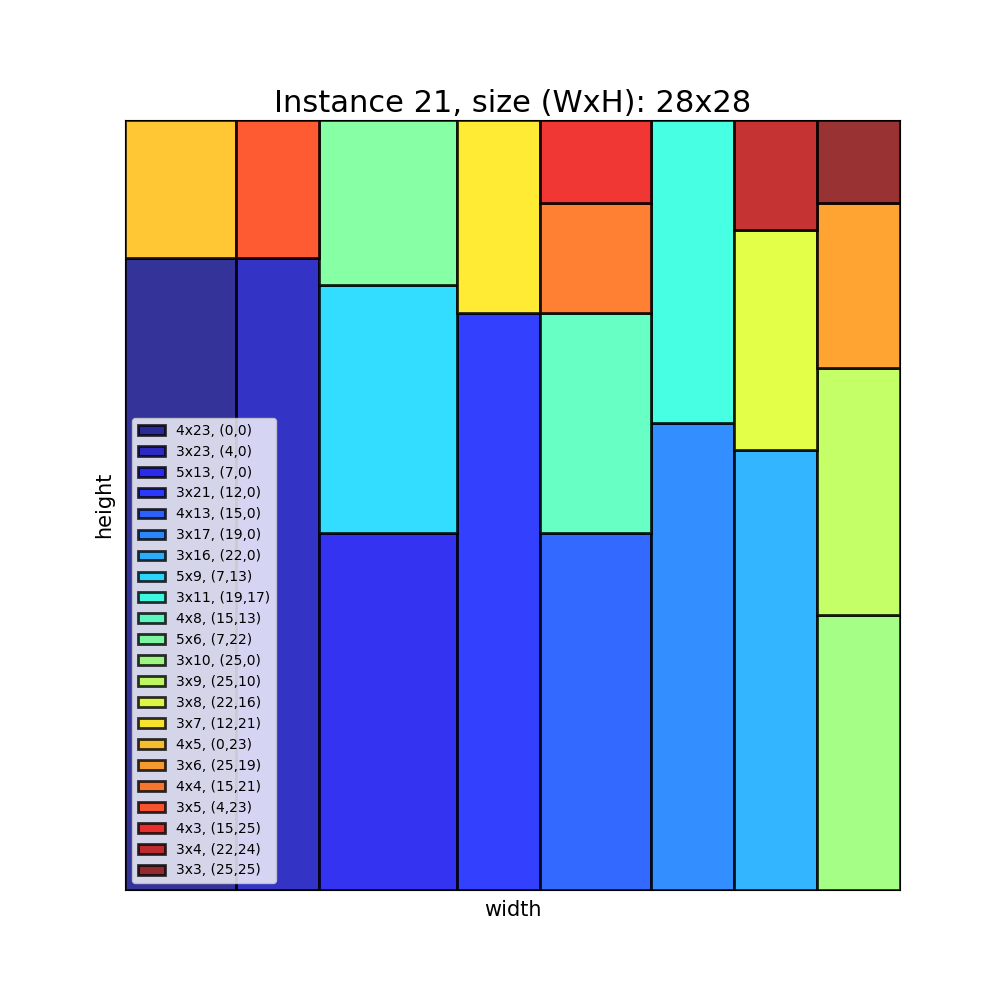 Instance 21, size (WxH): 28x28
height
4x23, (0,0)
3x23, (4,0)
5x13, (7,0)
3x21, (12,0)
4x13, (15,0)
3x17, (19,0)
3x16, (22,0)
5x9, (7,13)
3x11, (19,17)
4x8, (15,13)
5x6, (7,22)
3x10, (25,0)
3x9, (25,10)
3x8, (22,16)
3x7, (12,21)
4x5, (0,23)
3x6, (25,19)
4x4, (15,21)
3x5, (4,23)
4x3, (15,25)
3x4, (22,24)
3x3, (25,25)
width